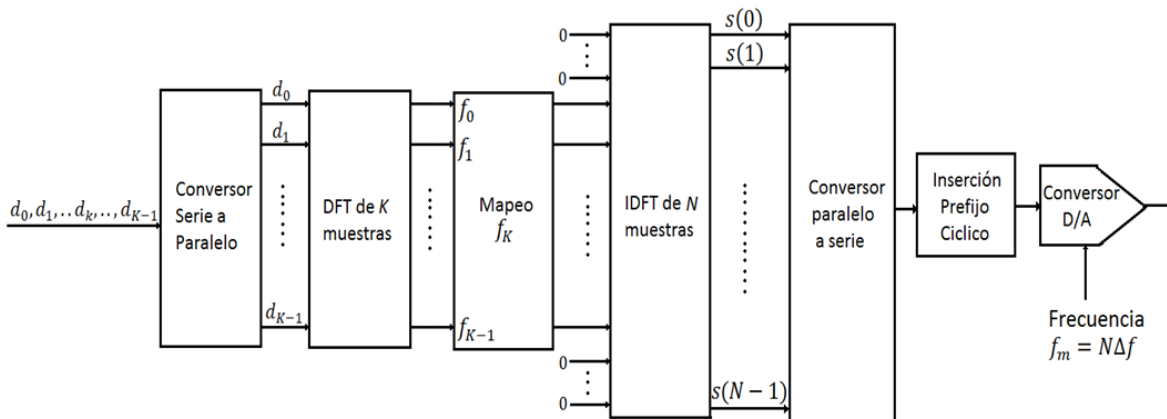 d_0, d_1, .. d_k, .., d_{K-1}
Conversor
Serie a
Paralelo
d_0
d_1
d_{K-1}
DFT de K
muestras
f_0
f_1
Mapeo
f_K
f_{K-1}
0
0
0
0
IDFT de N
muestras
s(0)
s(1)
s(N − 1)
Conversor
paralelo
a serie
Inserción
Prefijo
Ciclico
Conversor
D/A
Frecuencia
f_m = NΔf